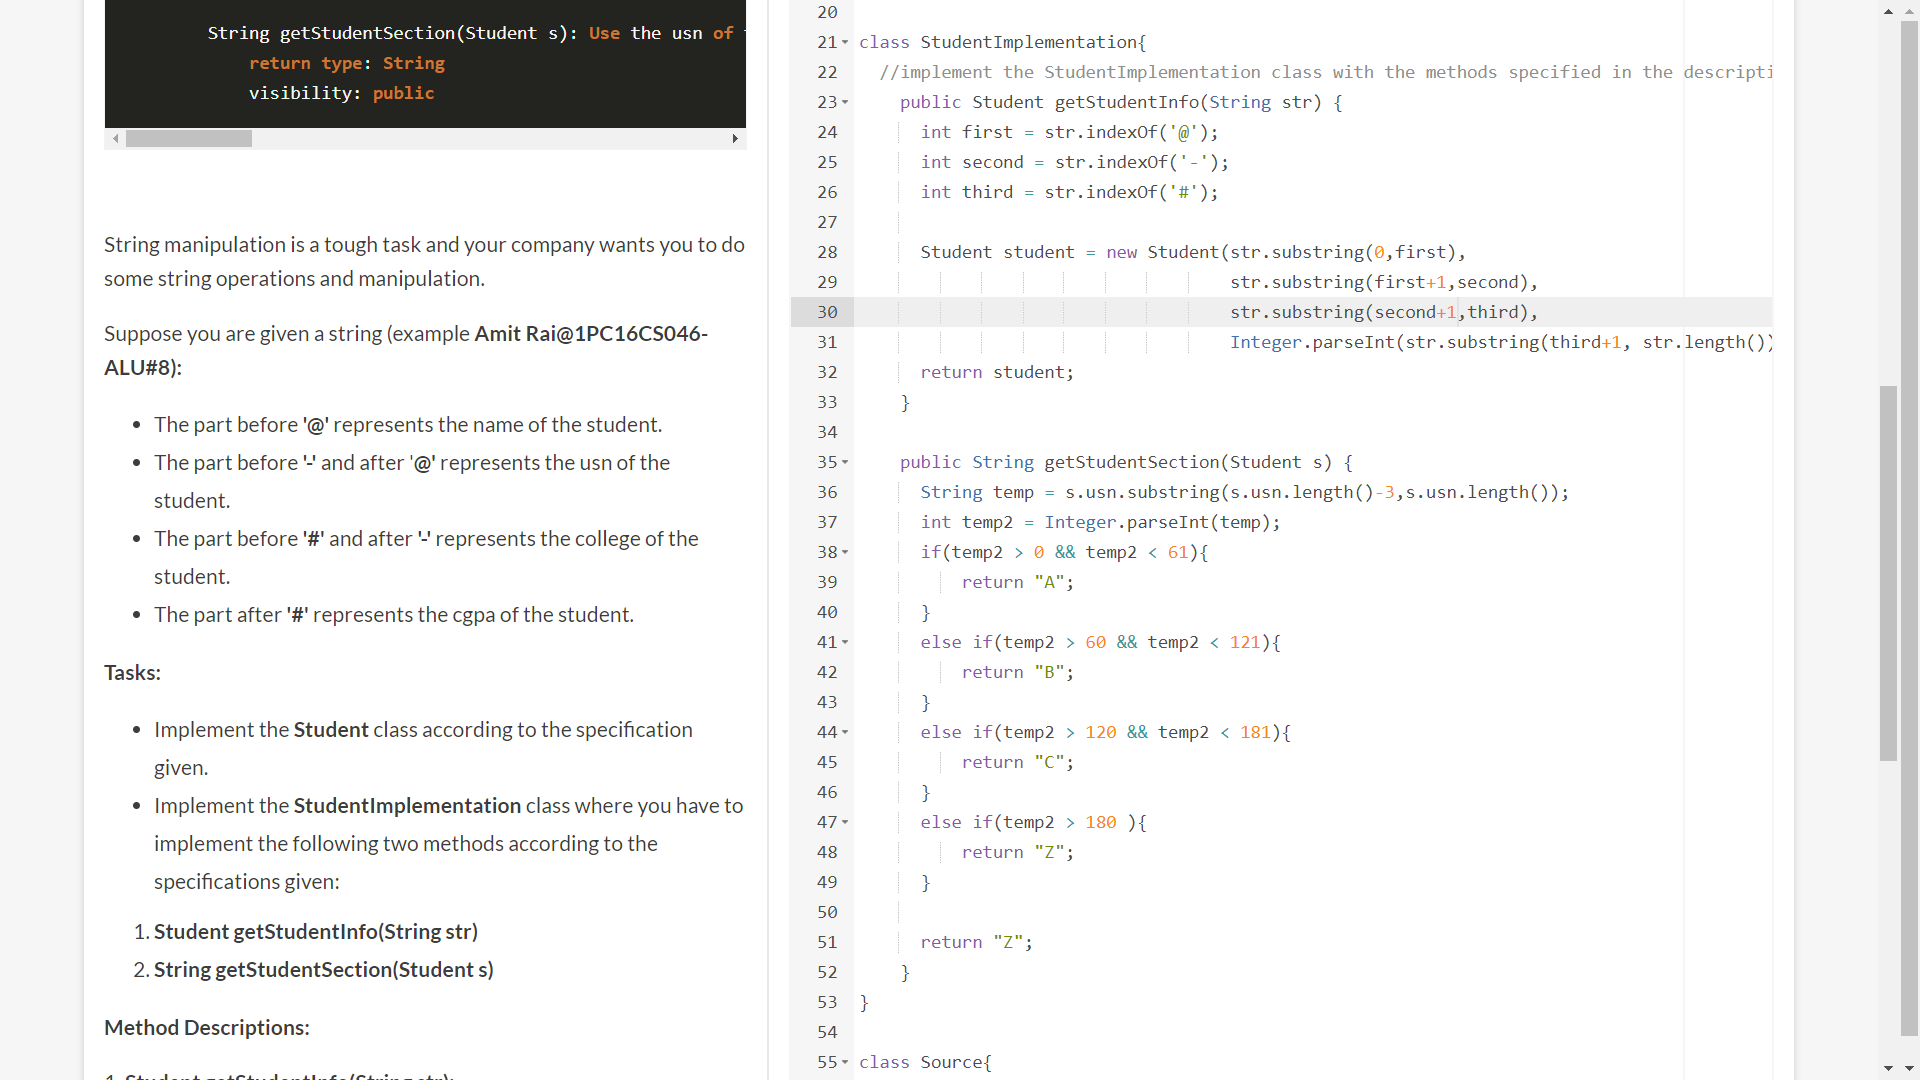 String getStudentSection(Student s): Use the usn of
return type: String
visibility: public
String manipulation is a tough task and your company wants you to do
some string operations and manipulation.
Suppose you are given a string (example Amit Rai@1PC16CS046-
ALU#8):
• The part before '@' represents the name of the student.
• The part before '-' and after '@' represents the usn of the
student.
• The part before '#' and after '-' represents the college of the
student.
• The part after '#' represents the cgpa of the student.
Tasks:
• Implement the Student class according to the specification
given.
• Implement the StudentImplementation class where you have to
implement the following two methods according to the
specifications given:
1. Student getStudentInfo(String str)
2. String getStudentSection(Student s)
Method Descriptions:
1. Student getStudentInfo(String str):
20
21 class StudentImplementation{
22 //implement the StudentImplementation class with the methods specified in the descripti
23 public Student getStudentInfo(String str) {
24 int first = str.indexOf('@');
25 int second = str.indexOf('-');
26 int third = str.indexOf('#');
27
28 Student student = new Student(str.substring(0,first),
29 str.substring(first+1,second),
30 str.substring(second+1,third),
31 Integer.parseInt(str.substring(third+1, str.length())
32 return student;
33 }
34
35 public String getStudentSection(Student s) {
36 String temp = s.usn.substring(s.usn.length()-3,s.usn.length());
37 int temp2 = Integer.parseInt(temp);
38 if(temp2 > 0 && temp2 < 61){
39 return "A";
40 }
41 else if(temp2 > 60 && temp2 < 121){
42 return "B";
43 }
44 else if(temp2 > 120 && temp2 < 181){
45 return "C";
46 }
47 else if(temp2 > 180 ){
48 return "Z";
49 }
50
51 return "Z";
52 }
53 }
54
55 class Source{